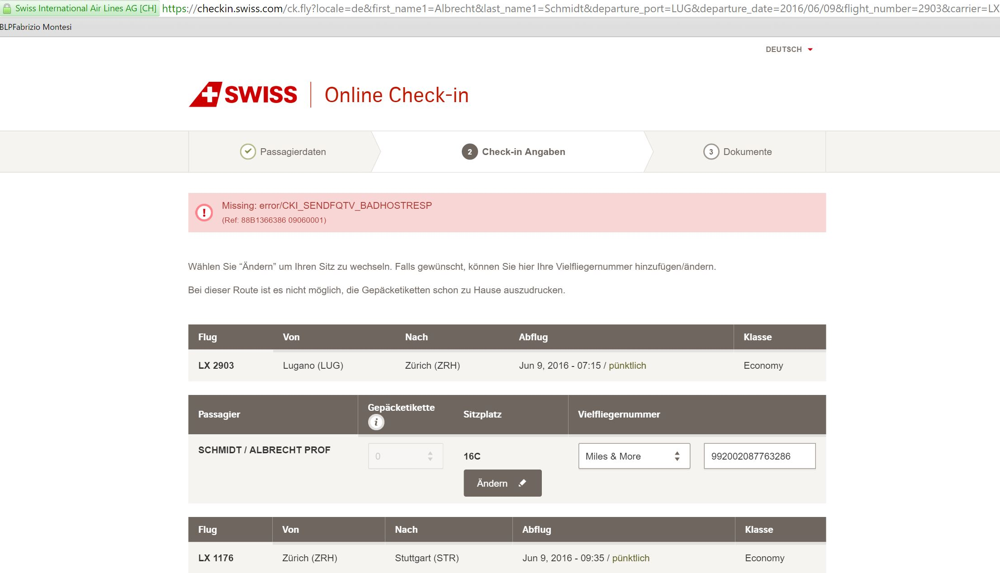 Swiss International Air Lines AG [CH] https://checkin.swiss.com/ck.fly?locale=de&first_name1=Albrecht&last_name1=Schmidt&departure_port=LUG&departure_date=2016/06/09&flight_number=2903&carrier=LX
BLPFabrizio Montesi
DEUTSCH
SWISS Online Check-in
Passagierdaten 2 Check-in Angaben 3 Dokumente
! Missing: error/CKI_SENDFQTV_BADHOSTRESP
(Ref: 88B1366386 09060001)
Wählen Sie “Ändern” um Ihren Sitz zu wechseln. Falls gewünscht, können Sie hier Ihre Vielfliegernummer hinzufügen/ändern.
Bei dieser Route ist es nicht möglich, die Gepäcketiketten schon zu Hause auszudrucken.
Flug Von Nach Abflug Klasse
LX 2903 Lugano (LUG) Zürich (ZRH) Jun 9, 2016 - 07:15 / pünktlich Economy
Passagier Gepäcketikette i Sitzplatz Vielfliegernummer
SCHMIDT / ALBRECHT PROF 0 16C Miles & More 992002087763286
Ändern
Flug Von Nach Abflug Klasse
LX 1176 Zürich (ZRH) Stuttgart (STR) Jun 9, 2016 - 09:35 / pünktlich Economy